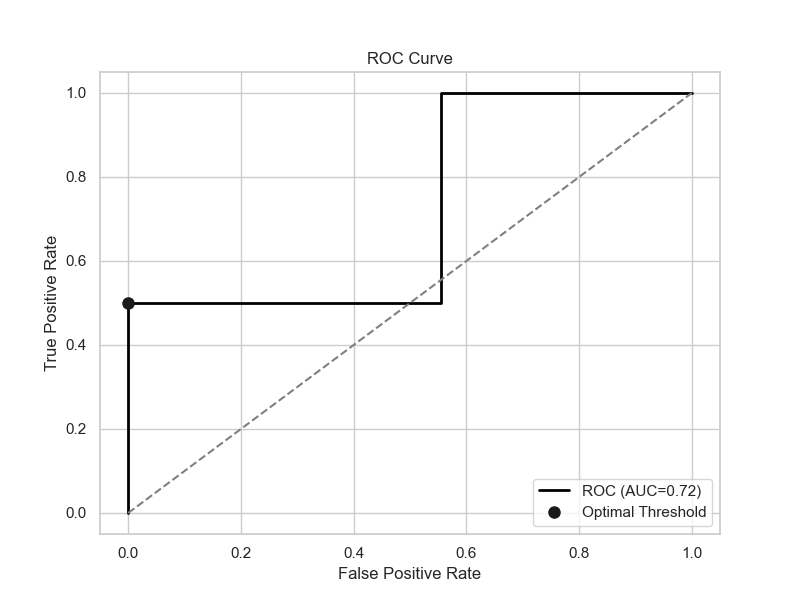 ROC Curve
True Positive Rate
1.0
0.8
0.6
0.4
0.2
0.0
0.0 0.2 0.4 0.6 0.8 1.0
False Positive Rate
ROC (AUC=0.72)
Optimal Threshold